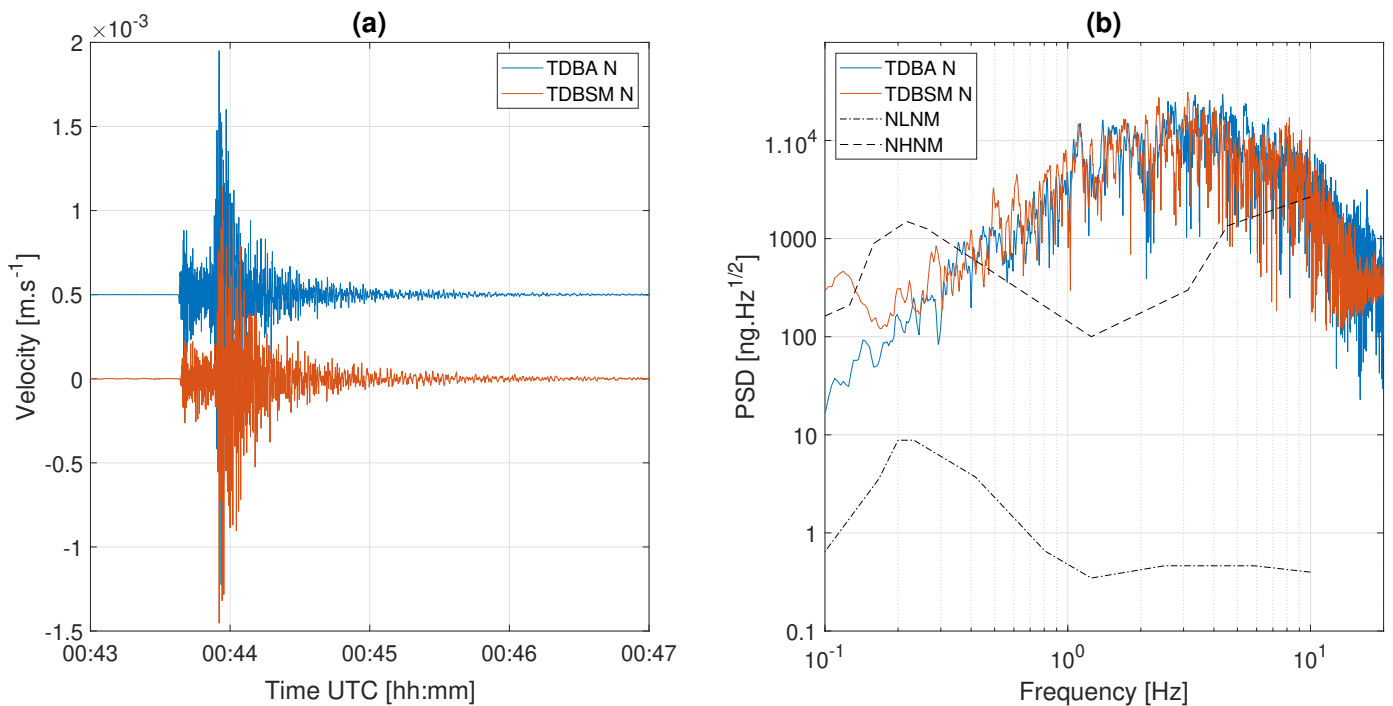 (a)
×10⁻³
TDBA N
TDBSM N
2
1.5
1
0.5
0
-0.5
-1
-1.5
Velocity [m.s⁻¹]
00:43
00:44
00:45
00:46
00:47
Time UTC [hh:mm]
(b)
TDBA N
TDBSM N
NLNM
NHNM
1.10⁴
1000
100
10
1
0.1
PSD [ng.Hz^1/2]
10⁻¹
10⁰
10¹
Frequency [Hz]